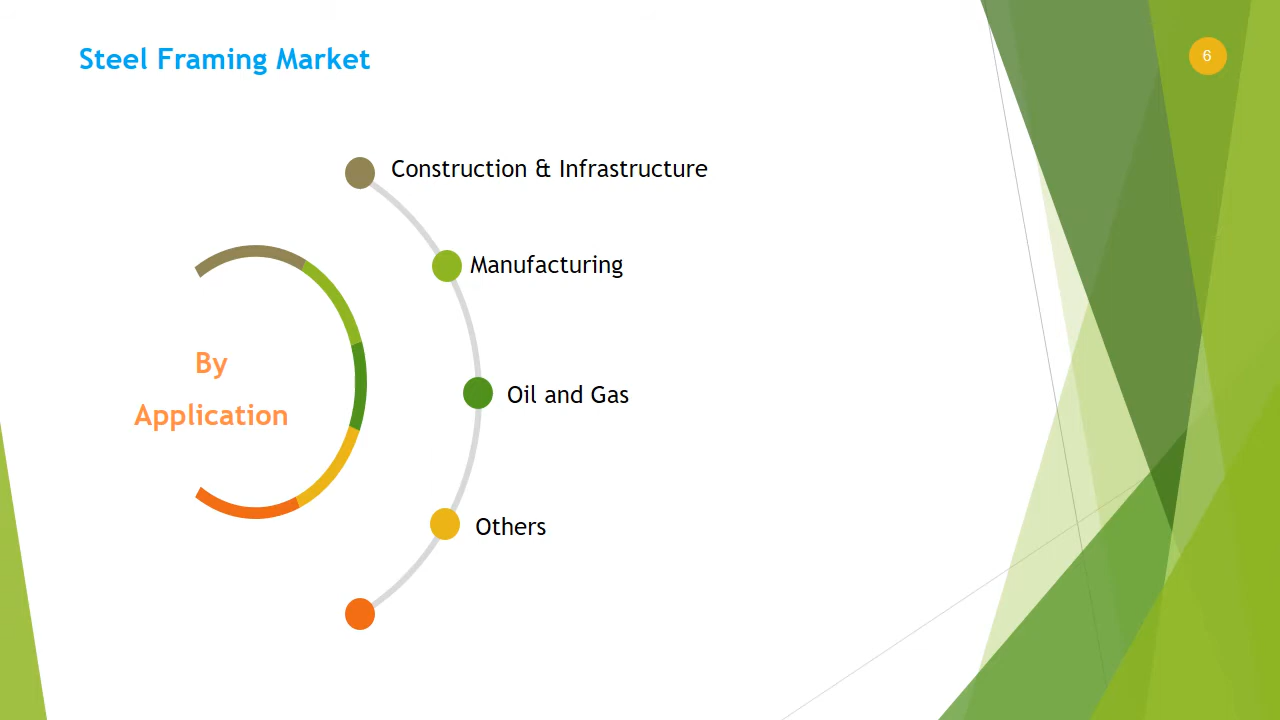 Steel Framing Market
6
Construction & Infrastructure
Manufacturing
By
Application
Oil and Gas
Others